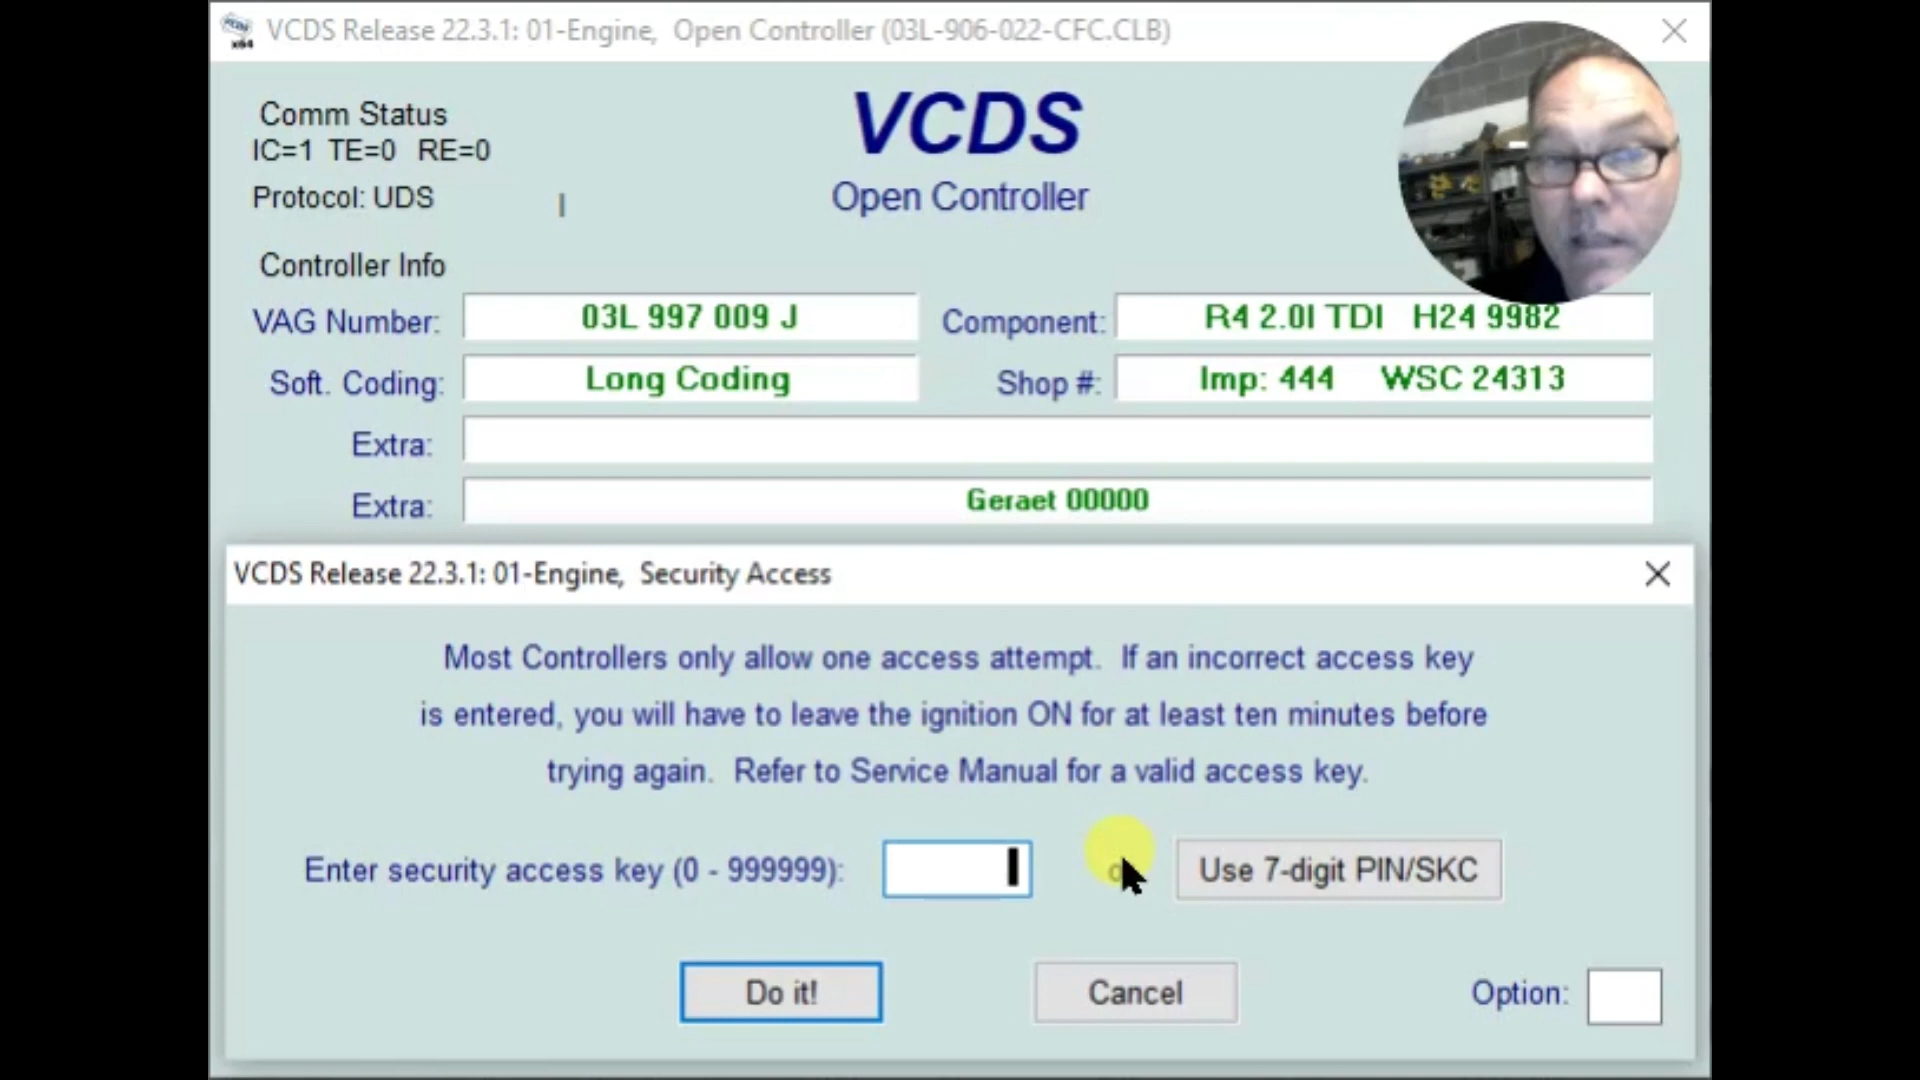 VCDS Release 22.3.1: 01-Engine, Open Controller (03L-906-022-CFC.CLB)
Comm Status
IC=1 TE=0 RE=0
Protocol: UDS
VCDS
Open Controller
Controller Info
VAG Number: 03L 997 009 J Component: R4 2.0l TDI H24 9982
Soft. Coding: Long Coding Shop #: Imp: 444 WSC 24313
Extra:
Extra: Geraet 00000
VCDS Release 22.3.1: 01-Engine, Security Access
Most Controllers only allow one access attempt. If an incorrect access key
is entered, you will have to leave the ignition ON for at least ten minutes before
trying again. Refer to Service Manual for a valid access key.
Enter security access key (0 - 999999): Use 7-digit PIN/SKC
Do it! Cancel Option: